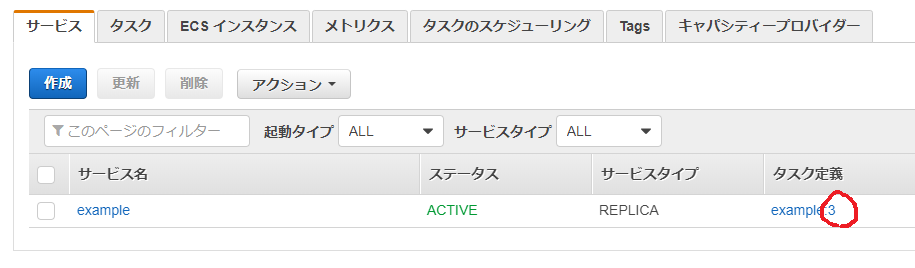 サービス タスク ECS インスタンス メトリクス タスクのスケジューリング Tags キャパシティープロバイダー
作成 更新 削除 アクション
このページのフィルター 起動タイプ ALL サービスタイプ ALL
サービス名 ステータス サービスタイプ タスク定義
example ACTIVE REPLICA example:3